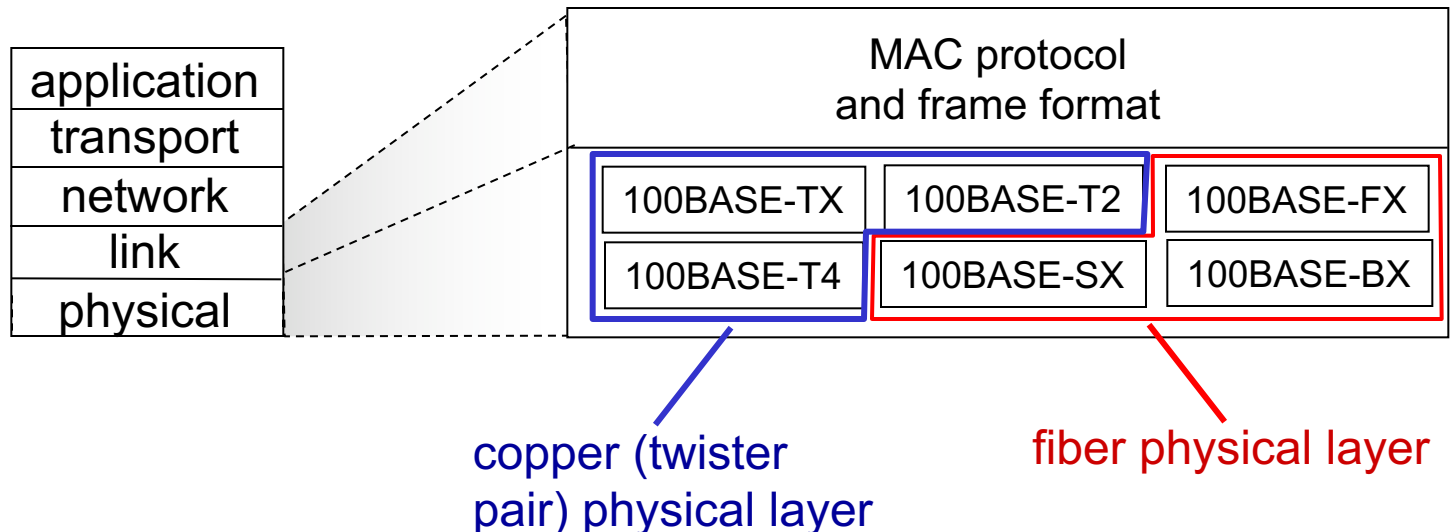 application
transport
network
link
physical
MAC protocol
and frame format
100BASE-TX
100BASE-T2
100BASE-FX
100BASE-T4
100BASE-SX
100BASE-BX
copper (twister
pair) physical layer
fiber physical layer